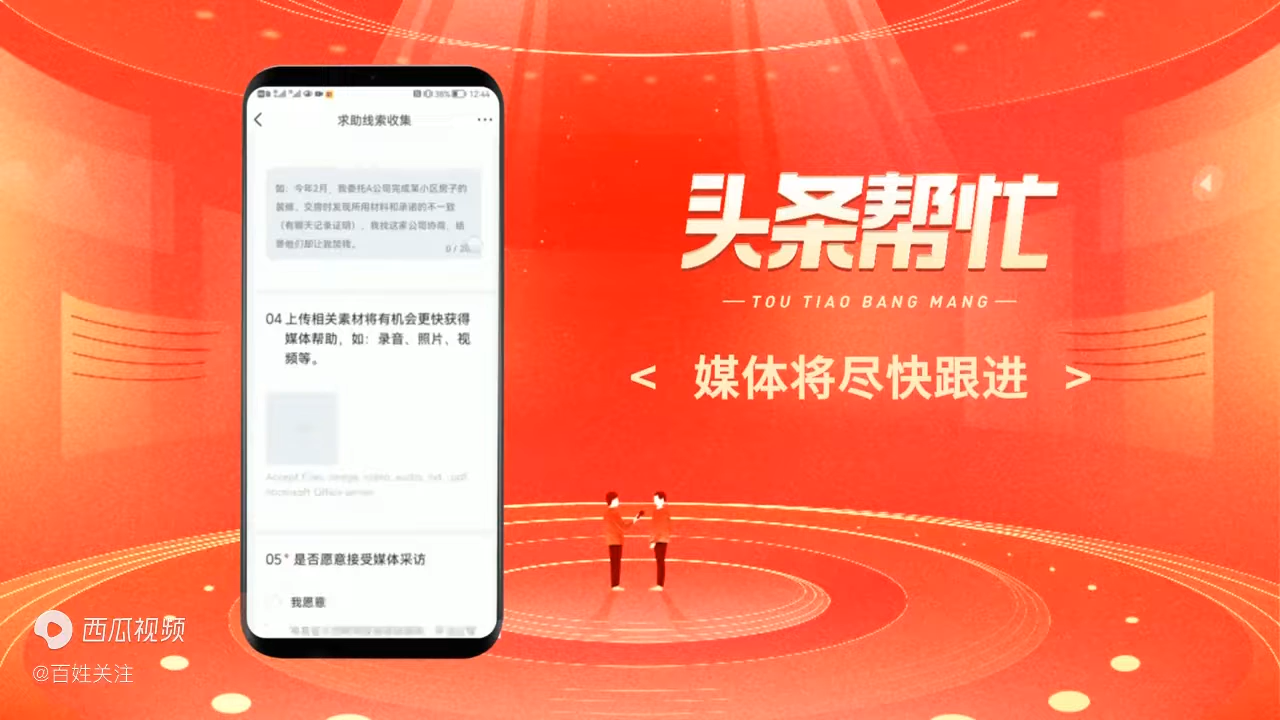 12:44
求助线索收集
如：今年2月，我委托A公司完成某小区房子的
装修，交房时发现所用材料和承诺的不一致
（有聊天记录证明），我找这家公司协商，结
果他们却让我加钱。
04 上传相关素材将有机会更快获得
媒体帮助，如：录音、照片、视
频等。
05* 是否愿意接受媒体采访
我愿意
头条帮忙
TOU TIAO BANG MANG
< 媒体将尽快跟进 >
西瓜视频
@百姓关注